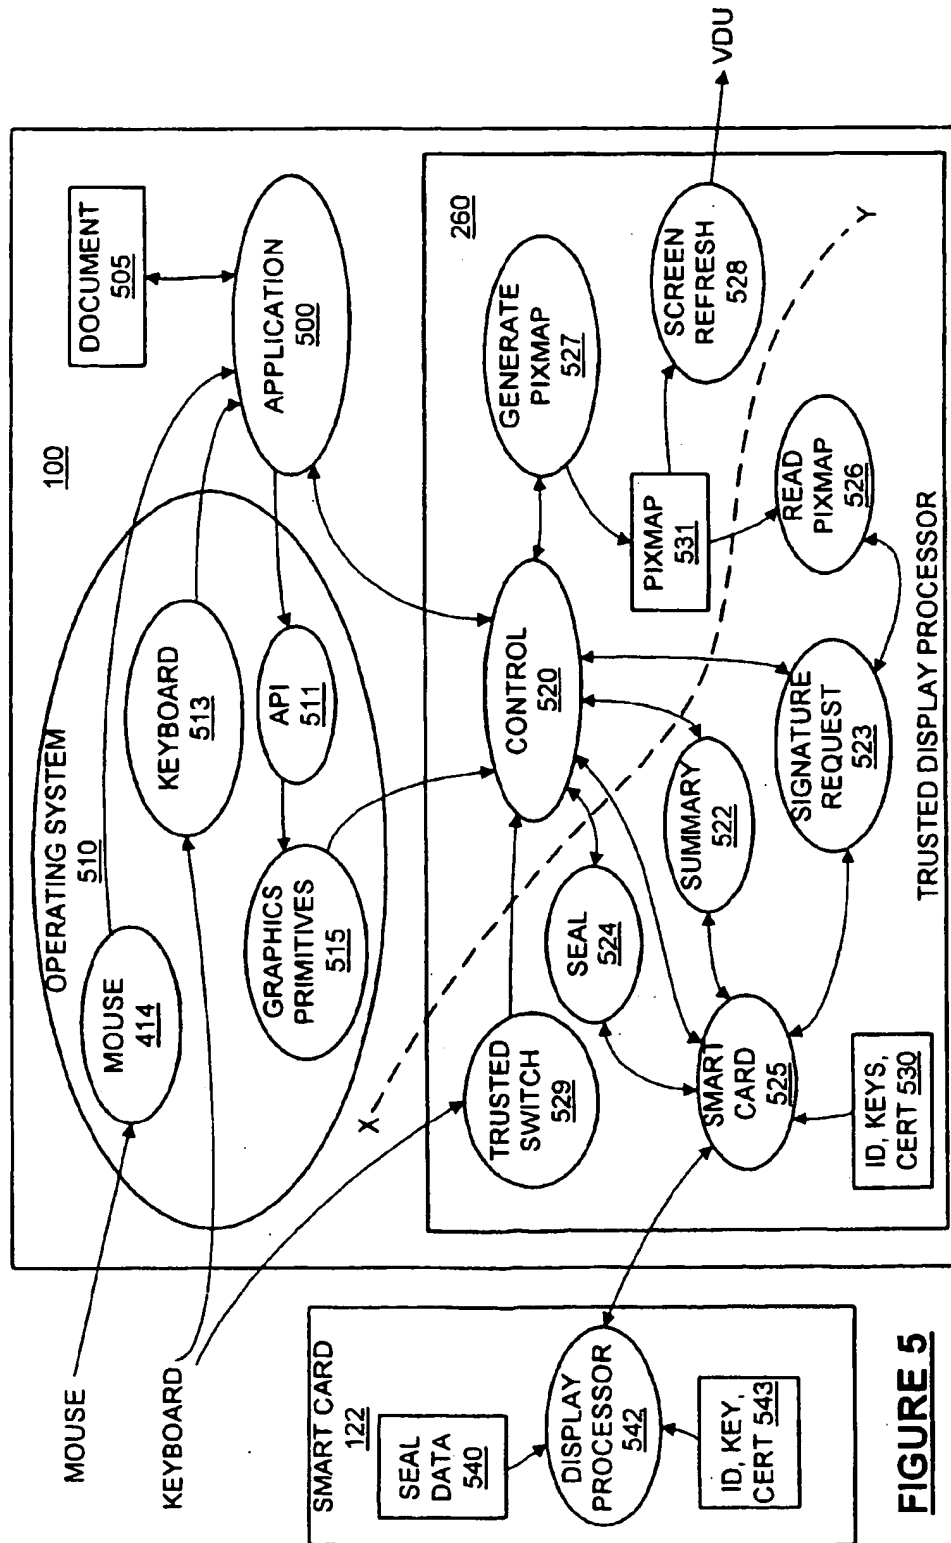 MOUSE
KEYBOARD
100
OPERATING SYSTEM
510
MOUSE
414
KEYBOARD
513
API
511
GRAPHICS
PRIMITIVES
515
DOCUMENT
505
APPLICATION
500
X
Y
260
TRUSTED
SWITCH
529
CONTROL
520
GENERATE
PIXMAP
527
PIXMAP
531
SCREEN
REFRESH
528
VDU
SEAL
524
SUMMARY
522
SIGNATURE
REQUEST
523
READ
PIXMAP
526
SMART
CARD
525
ID, KEYS,
CERT 530
TRUSTED DISPLAY PROCESSOR
SMART CARD
122
SEAL
DATA
540
DISPLAY
PROCESSOR
542
ID, KEY,
CERT 543
FIGURE 5